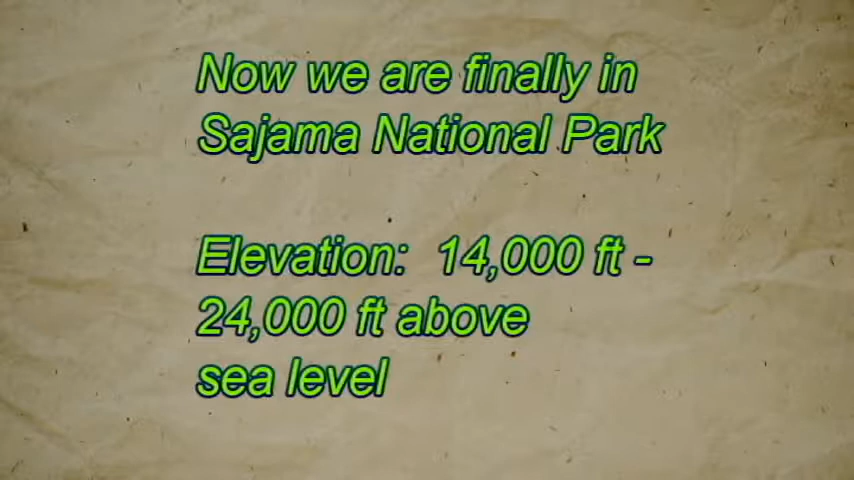 Now we are finally in
Sajama National Park
Elevation:  14,000 ft -
24,000 ft above
sea level